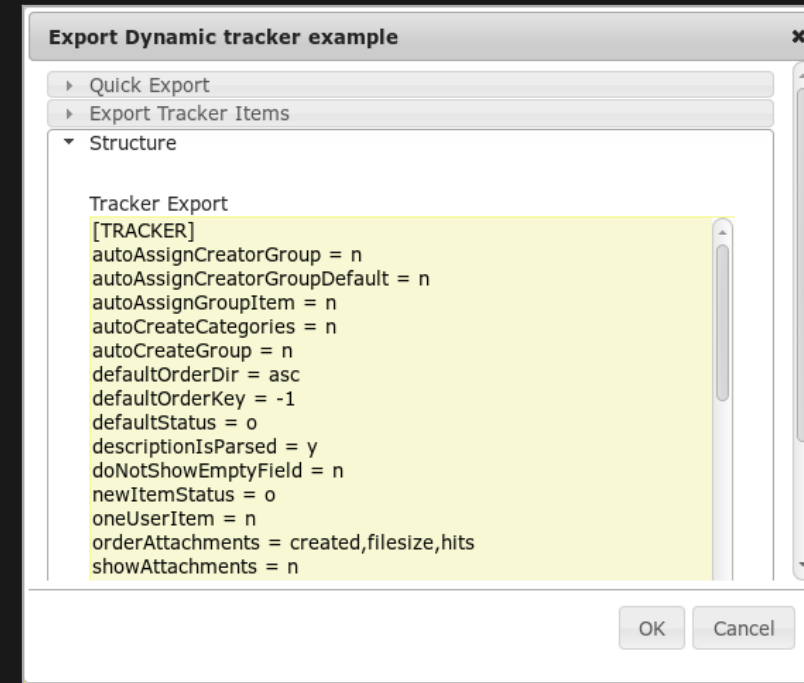 Export Dynamic tracker example
Quick Export
Export Tracker Items
Structure
Tracker Export
[TRACKER]
autoAssignCreatorGroup = n
autoAssignCreatorGroupDefault = n
autoAssignGroupItem = n
autoCreateCategories = n
autoCreateGroup = n
defaultOrderDir = asc
defaultOrderKey = -1
defaultStatus = o
descriptionIsParsed = y
doNotShowEmptyField = n
newItemStatus = o
oneUserItem = n
orderAttachments = created,filesize,hits
showAttachments = n
OK Cancel